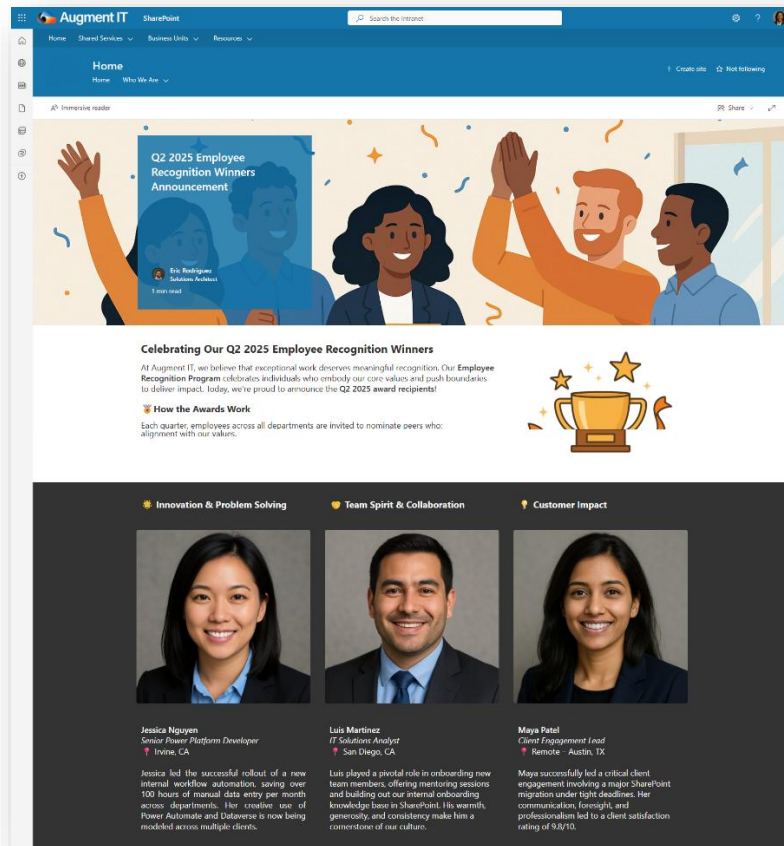 Augment IT
SharePoint
Search the intranet
Home
Shared Services
Business Units
Resources
Home
Home
Who We Are
Create site
Not following
Immersive reader
Share
Q2 2025 Employee
Recognition Winners
Announcement
Eric Rodriguez
Solutions Architect
1 min read
Celebrating Our Q2 2025 Employee Recognition Winners
At Augment IT, we believe that exceptional work deserves meaningful recognition. Our Employee
Recognition Program celebrates individuals who embody our core values and push boundaries
to deliver impact. Today, we're proud to announce the Q2 2025 award recipients!
How the Awards Work
Each quarter, employees across all departments are invited to nominate peers who:
alignment with our values.
Innovation & Problem Solving
Team Spirit & Collaboration
Customer Impact
Jessica Nguyen
Senior Power Platform Developer
Irvine, CA
Jessica led the successful rollout of a new
internal workflow automation, saving over
100 hours of manual data entry per month
across departments. Her creative use of
Power Automate and Dataverse is now being
modeled across multiple clients.
Luis Martinez
IT Solutions Analyst
San Diego, CA
Luis played a pivotal role in onboarding new
team members, offering mentoring sessions
and building out our internal onboarding
knowledge base in SharePoint. His warmth,
generosity, and consistency make him a
cornerstone of our culture.
Maya Patel
Client Engagement Lead
Remote – Austin, TX
Maya successfully led a critical client
engagement involving a major SharePoint
migration under tight deadlines. Her
communication, foresight, and
professionalism led to a client satisfaction
rating of 9.8/10.